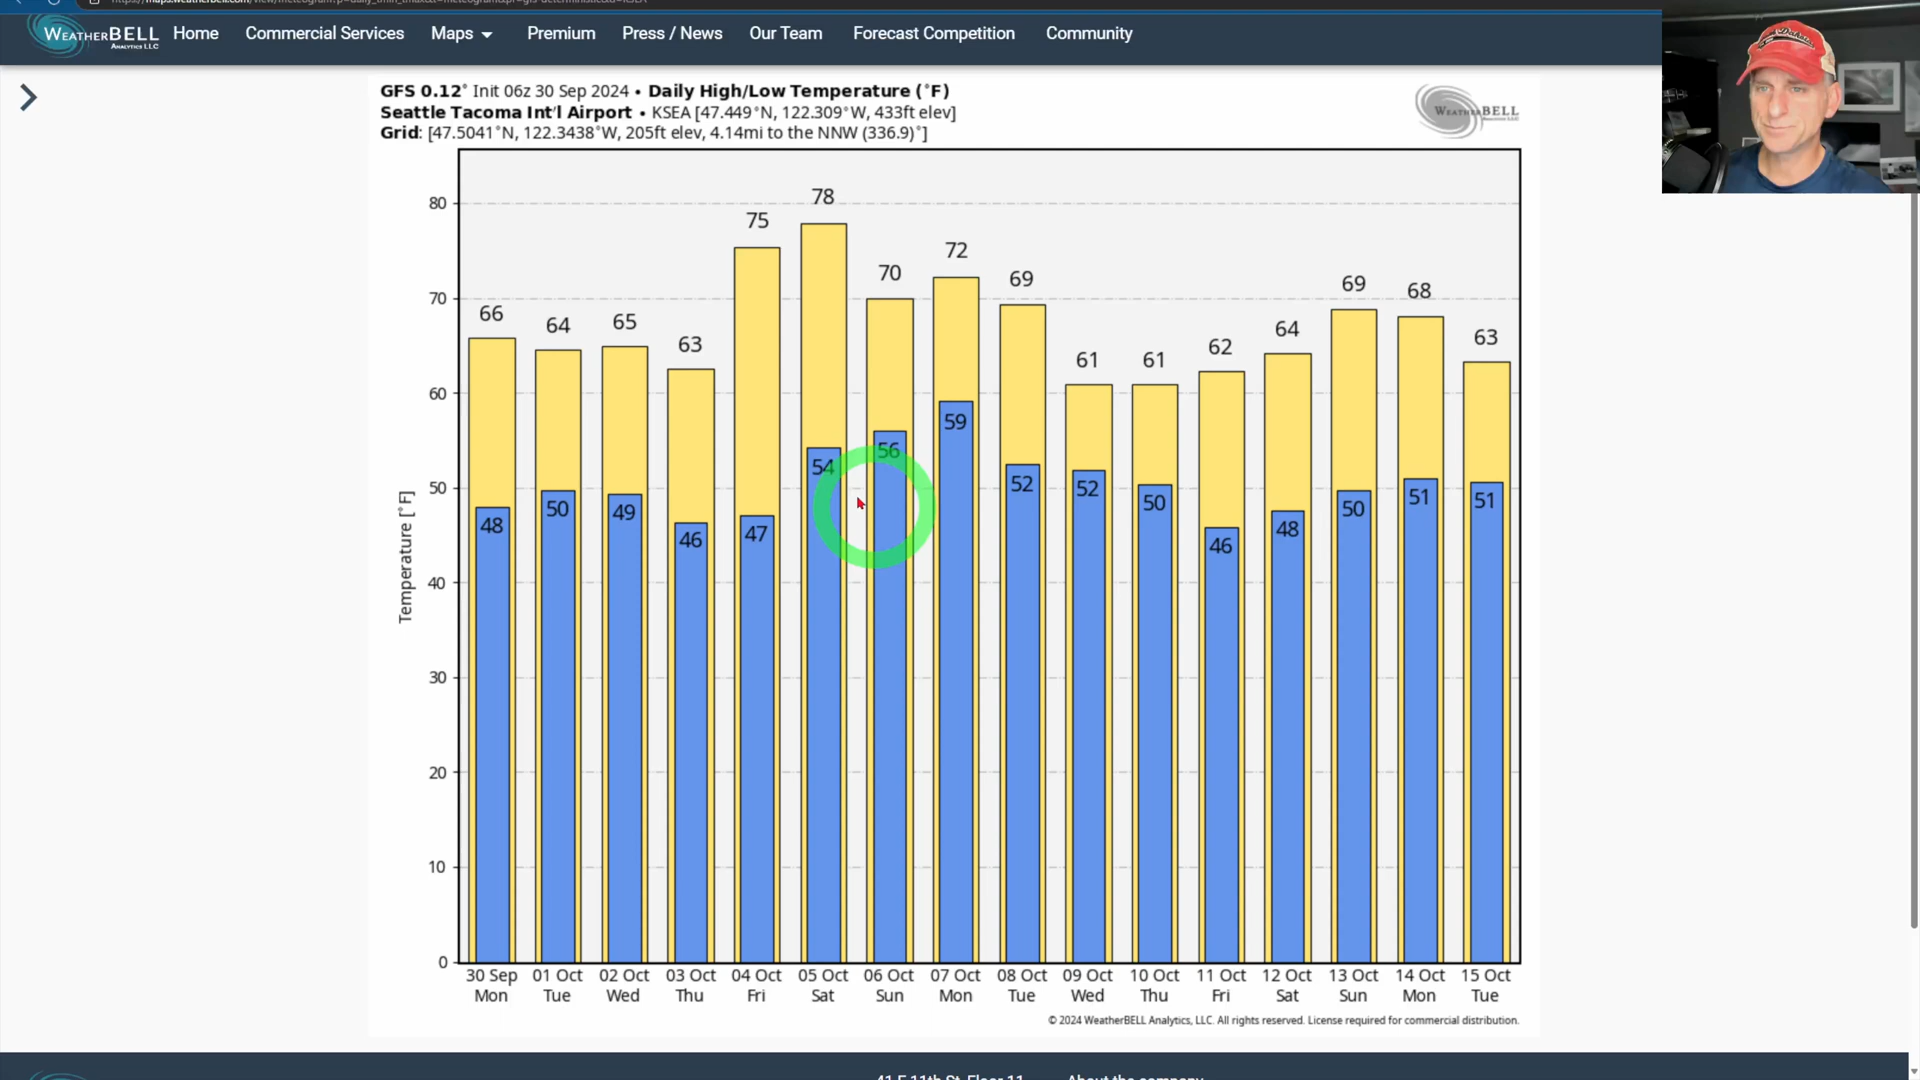 WEATHERBELL
ANALYTICS LLC
Home
Commercial Services
Maps
Premium
Press / News
Our Team
Forecast Competition
Community
GFS 0.12° Init 06z 30 Sep 2024 • Daily High/Low Temperature (°F)
Seattle Tacoma Int'l Airport • KSEA [47.449°N, 122.309°W, 433ft elev]
Grid: [47.5041°N, 122.3438°W, 205ft elev, 4.14mi to the NNW (336.9)°]
WEATHERBELL
Temperature [°F]
80
70
60
50
40
30
20
10
0
66 64 65 63 75 78 70 72 69 61 61 62 64 69 68 63
48 50 49 46 47 54 56 59 52 52 50 46 48 50 51 51
30 Sep 01 Oct 02 Oct 03 Oct 04 Oct 05 Oct 06 Oct 07 Oct 08 Oct 09 Oct 10 Oct 11 Oct 12 Oct 13 Oct 14 Oct 15 Oct
Mon Tue Wed Thu Fri Sat Sun Mon Tue Wed Thu Fri Sat Sun Mon Tue
© 2024 WeatherBELL Analytics, LLC. All rights reserved. License required for commercial distribution.
41 E 11th St. Floor 11
About the company